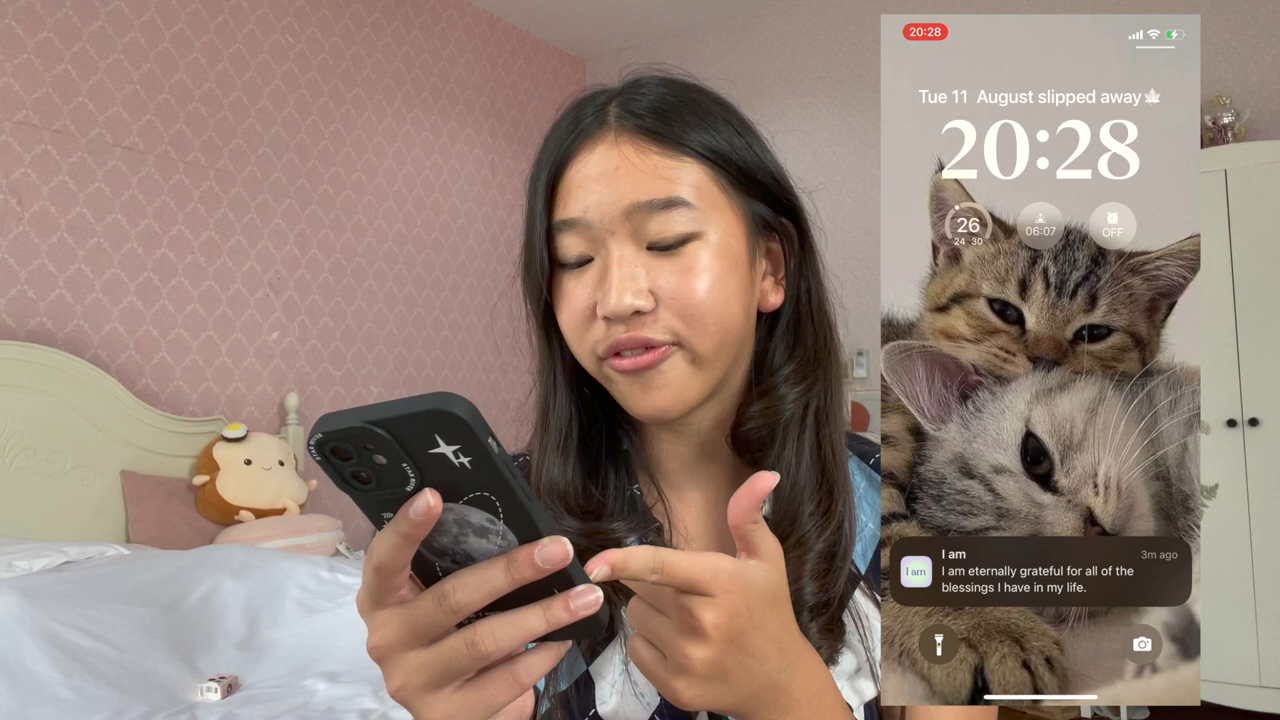 20:28
Tue 11 August slipped away
20:28
26
24 30
06:07
OFF
I am
3m ago
I am
I am eternally grateful for all of the
blessings I have in my life.